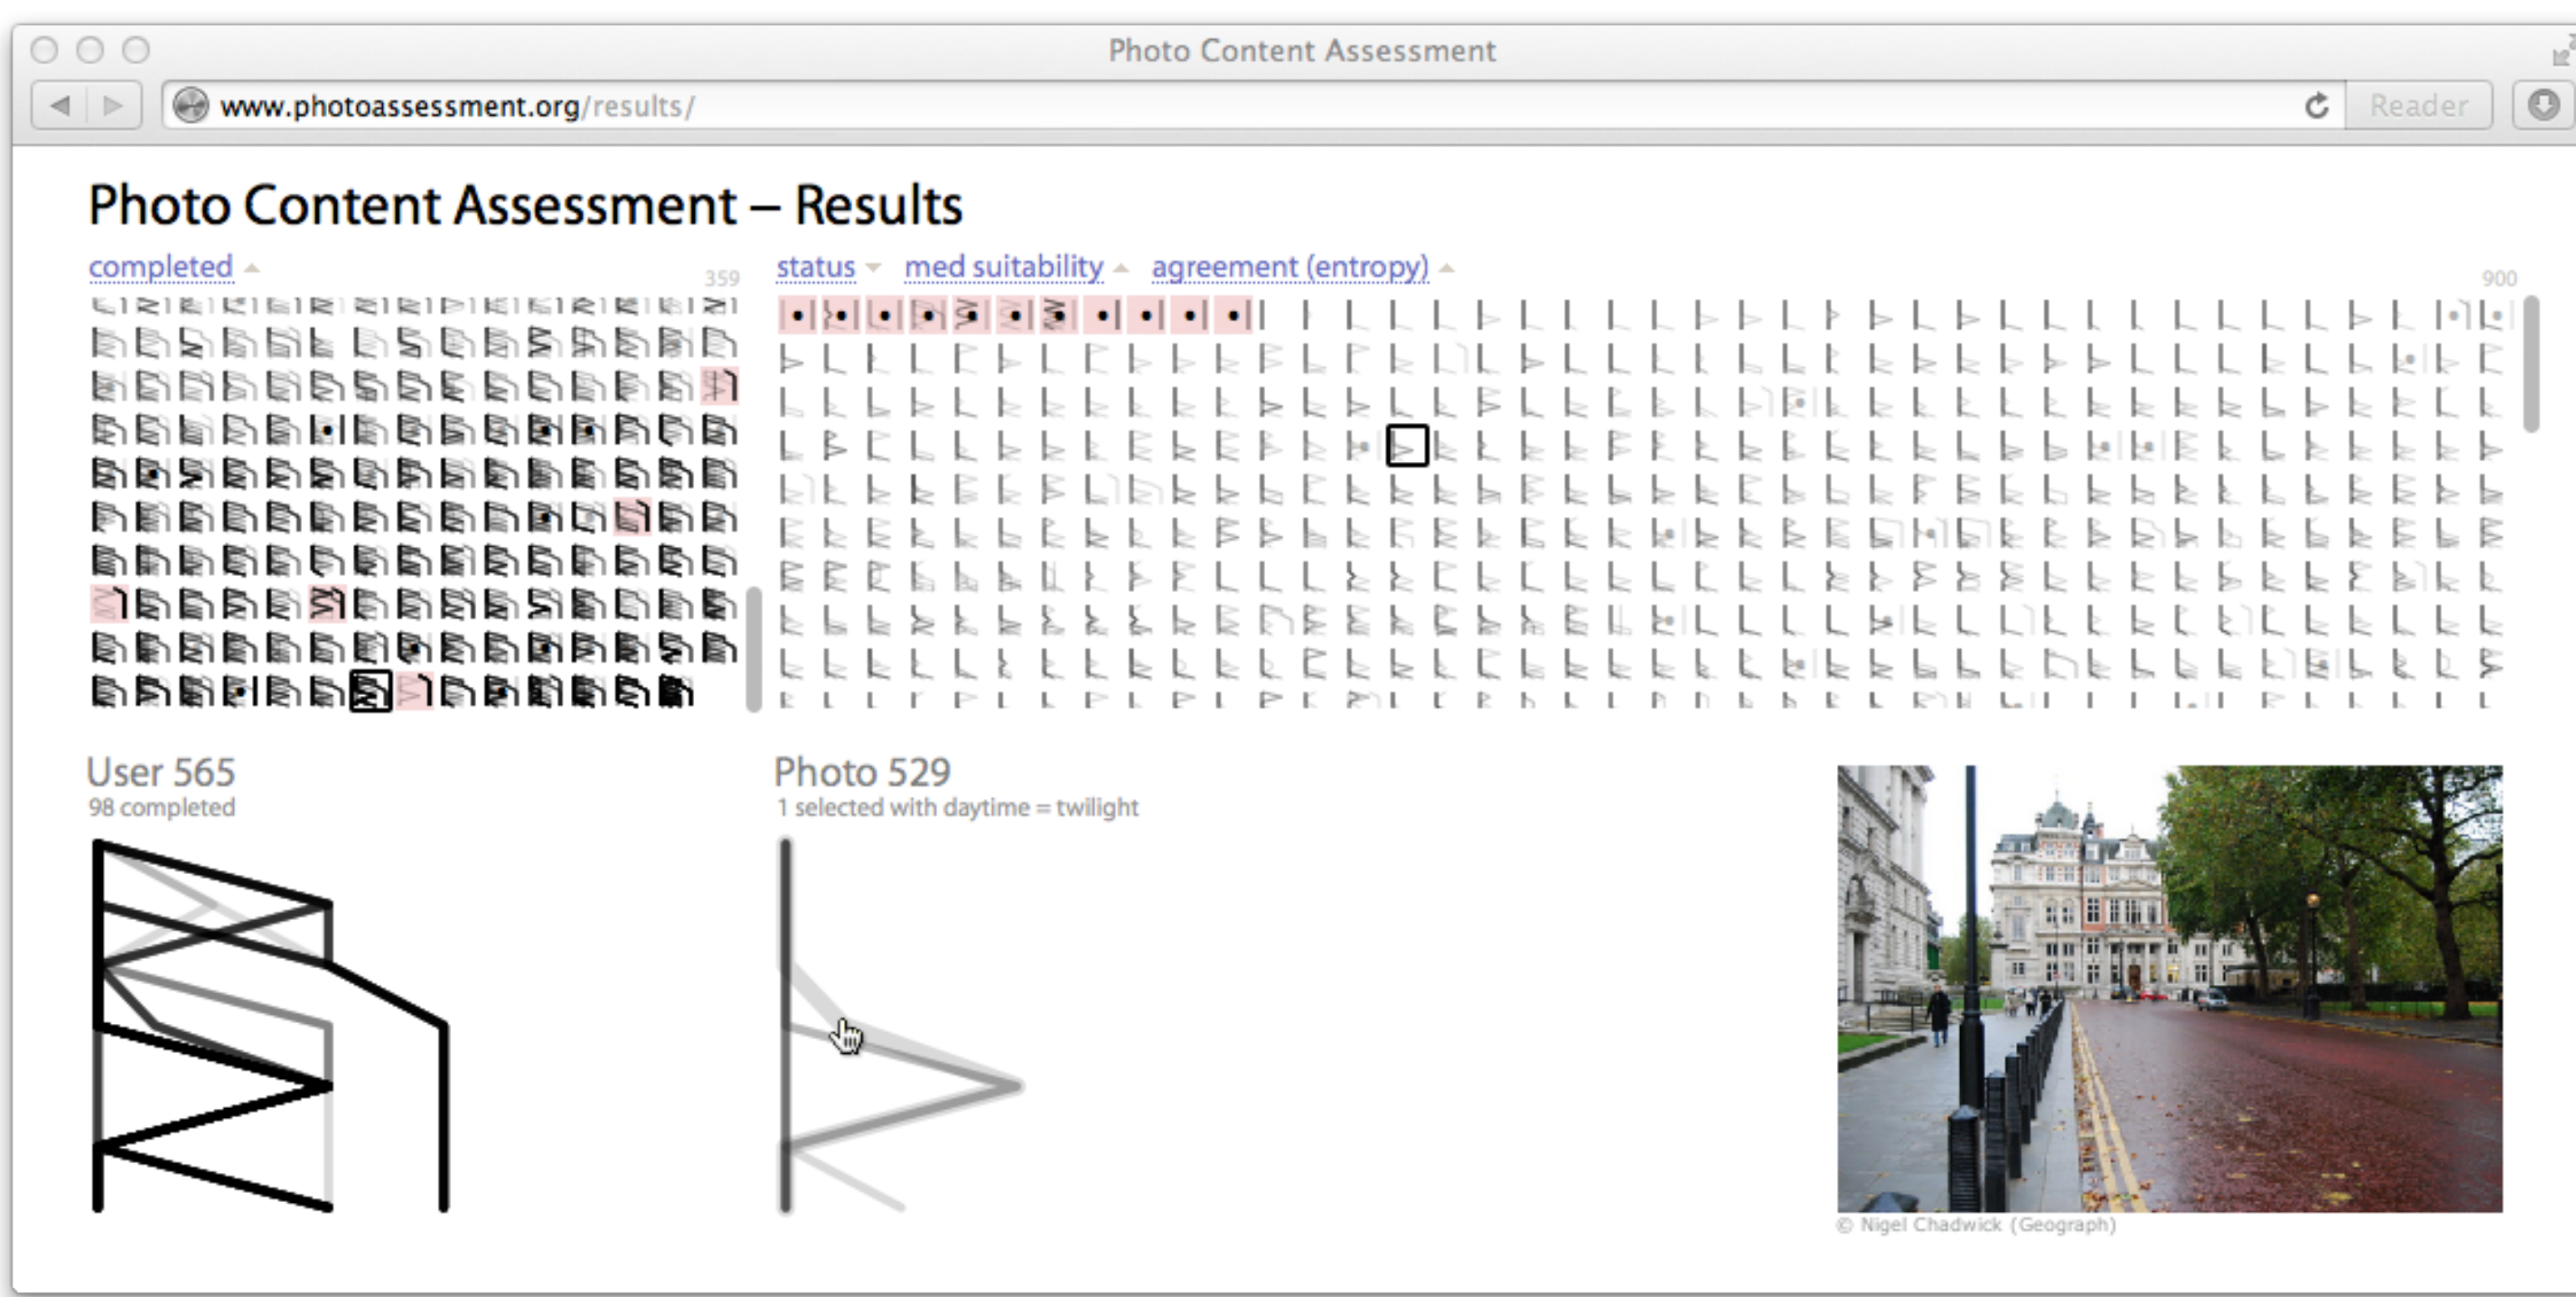 Photo Content Assessment
www.photoassessment.org/results/
Reader
Photo Content Assessment – Results
completed
359
status med suitability agreement (entropy)
900
User 565
98 completed
Photo 529
1 selected with daytime = twilight
© Nigel Chadwick (Geograph)